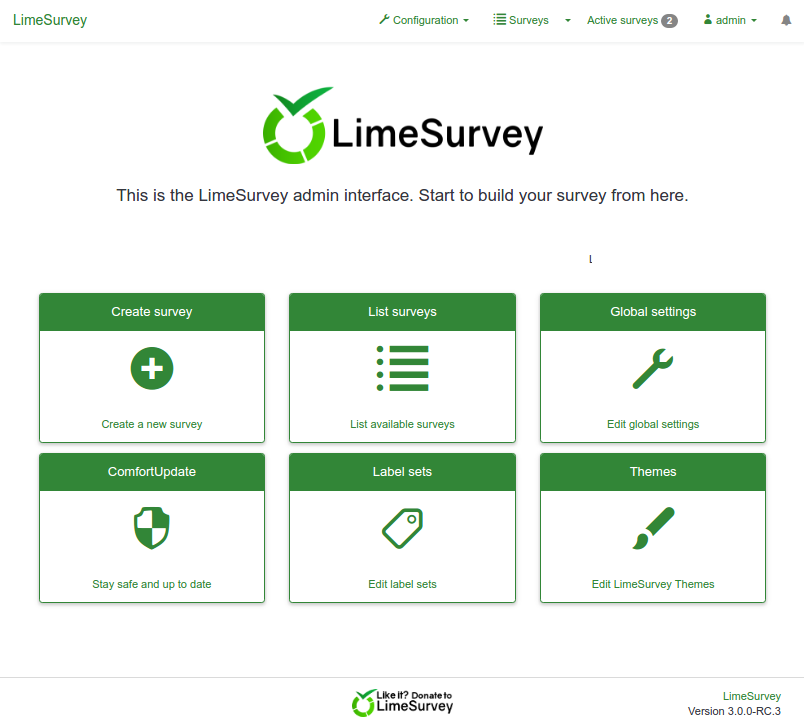 LimeSurvey Configuration Surveys Active surveys 2 admin
LimeSurvey
This is the LimeSurvey admin interface. Start to build your survey from here.
Create survey List surveys Global settings
Create a new survey List available surveys Edit global settings
ComfortUpdate Label sets Themes
Stay safe and up to date Edit label sets Edit LimeSurvey Themes
Like it? Donate to
LimeSurvey
LimeSurvey
Version 3.0.0-RC.3